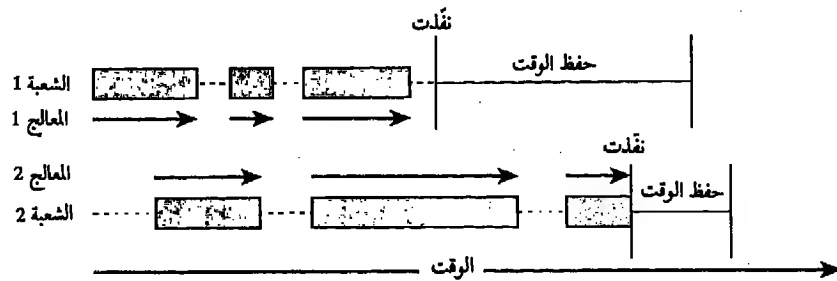 نفّذت
حفظ الوقت
الشعبة 1
المعالج 1
نفّذت
المعالج 2
حفظ الوقت
الشعبة 2
الوقت